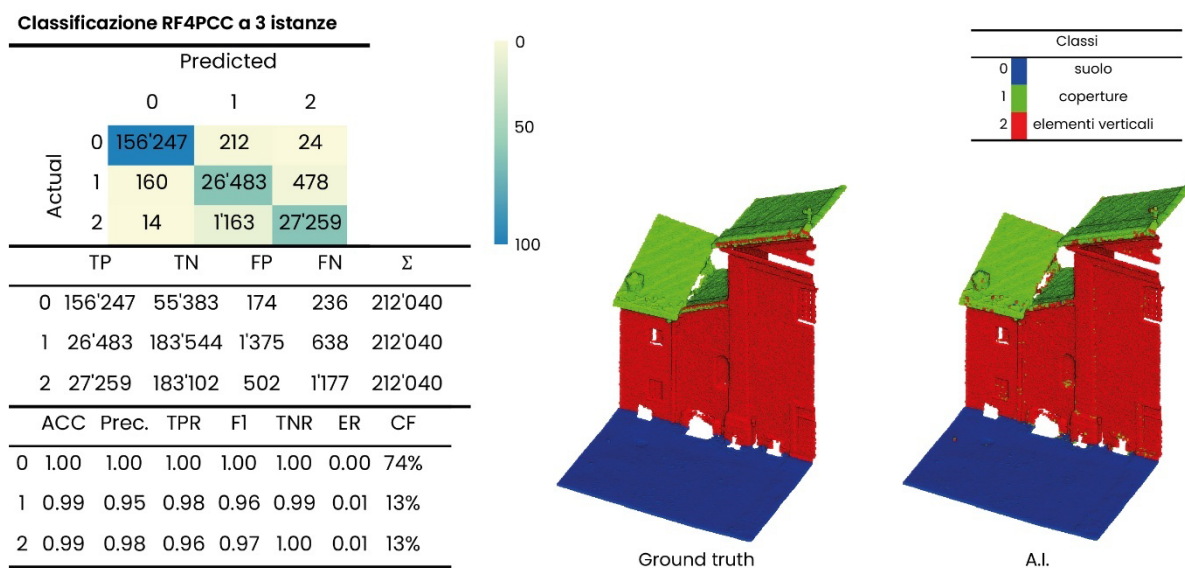 Classificazione RF4PCC a 3 istanze
Predicted
0 1 2
Actual
0 156'247 212 24
1 160 26'483 478
2 14 1'163 27'259
0
50
100
TP TN FP FN Σ
0 156'247 55'383 174 236 212'040
1 26'483 183'544 1'375 638 212'040
2 27'259 183'102 502 1'177 212'040
ACC Prec. TPR F1 TNR ER CF
0 1.00 1.00 1.00 1.00 1.00 0.00 74%
1 0.99 0.95 0.98 0.96 0.99 0.01 13%
2 0.99 0.98 0.96 0.97 1.00 0.01 13%
Classi
0 suolo
1 coperture
2 elementi verticali
Ground truth
A.I.